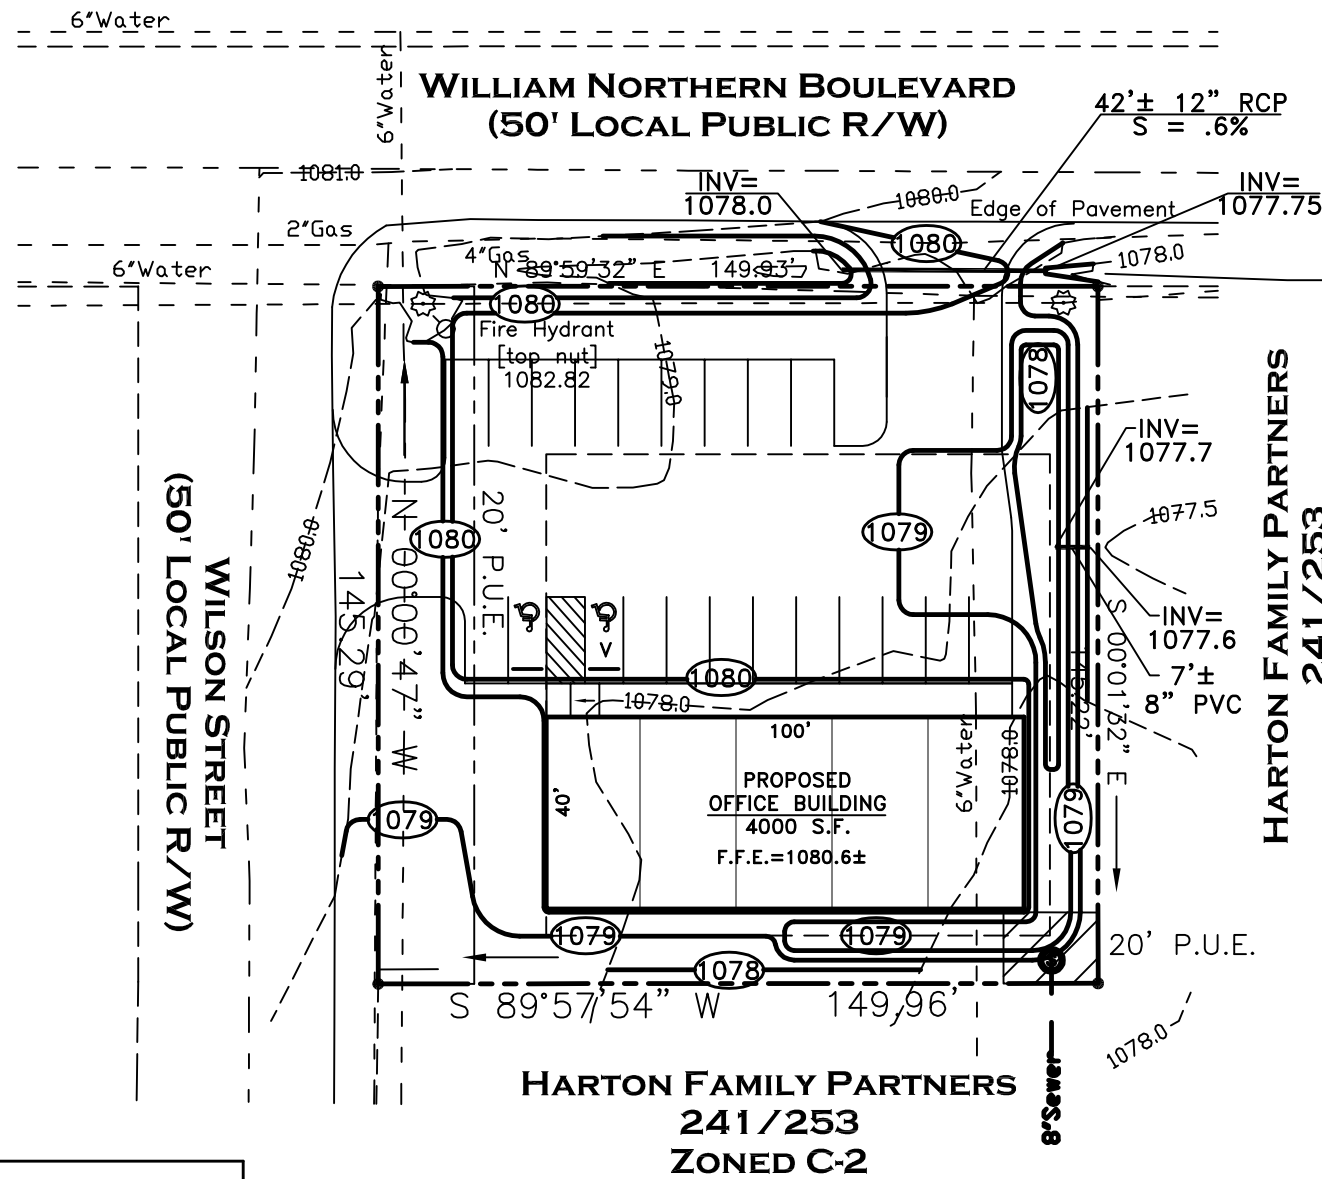 6"Water
6"Water
WILLIAM NORTHERN BOULEVARD
(50' LOCAL PUBLIC R/W)
42'± 12" RCP
S = .6%
1081.0
INV=
1078.0
1080.0
INV=
1077.75
Edge of Pavement
2"Gas
1080
4"Gas
1078.0
6"Water
N 89°59'32" E 149.93'
1080
Fire Hydrant
[top nut]
1082.82
1079.0
1078
INV=
1077.7
1077.5
1080
1079
1080.0
20' P.U.E.
N 00°00'47" W
145.29'
V
INV=
1077.6
7'±
8" PVC
S 00°01'32" E
145.22'
HARTON FAMILY PARTNERS
241/253
WILSON STREET
(50' LOCAL PUBLIC R/W)
1080
1078.0
100'
40'
PROPOSED
OFFICE BUILDING
4000 S.F.
F.F.E.=1080.6±
6"Water
1078.0
1079
1079
1079
1079
1078
20' P.U.E.
S 89°57'54" W 149.96'
1078.0
8"Sewer
HARTON FAMILY PARTNERS
241/253
ZONED C-2